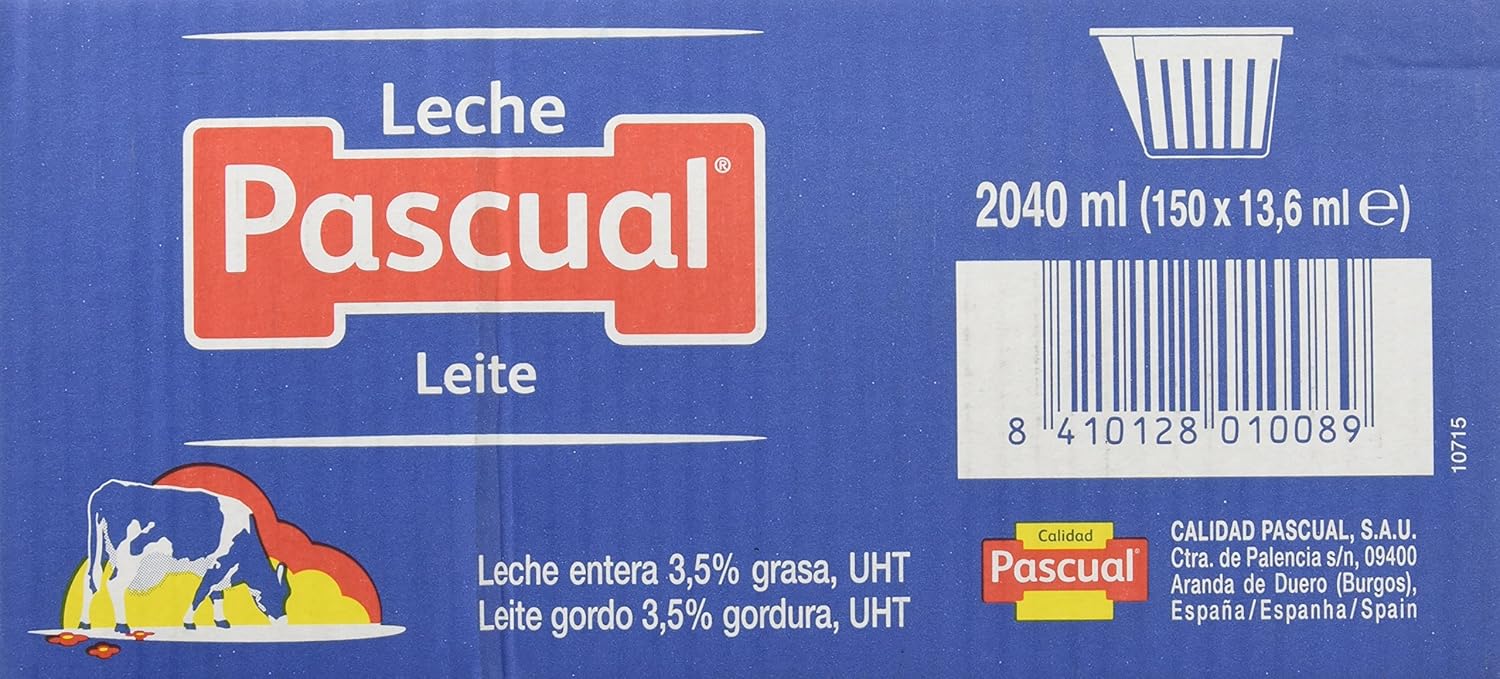 Leche
Pascual®
Leite
Leche entera 3,5% grasa, UHT
Leite gordo 3,5% gordura, UHT
2040 ml (150 x 13,6 ml ℮)
8 410128 010089
10715
Calidad
Pascual®
CALIDAD PASCUAL, S.A.U.
Ctra. de Palencia s/n, 09400
Aranda de Duero (Burgos),
España/Espanha/Spain